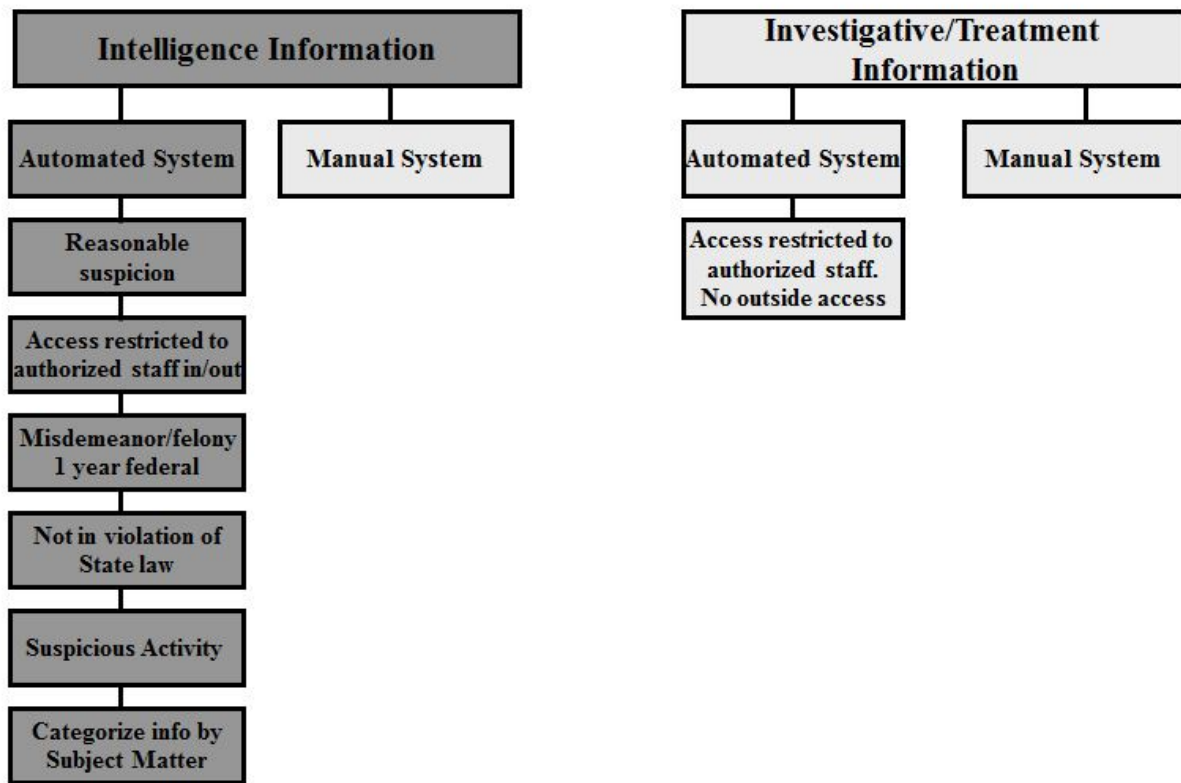 Intelligence Information
Automated System
Manual System
Reasonable
suspicion
Access restricted to
authorized staff in/out
Misdemeanor/felony
1 year federal
Not in violation of
State law
Suspicious Activity
Categorize info by
Subject Matter
Investigative/Treatment
Information
Automated System
Manual System
Access restricted to
authorized staff.
No outside access